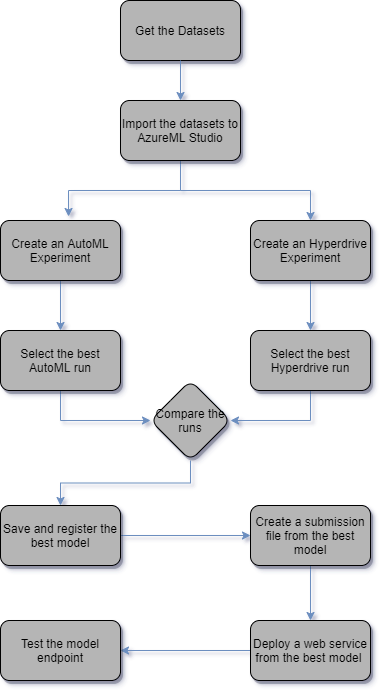 Get the Datasets
Import the datasets to
AzureML Studio
Create an AutoML
Experiment
Create an Hyperdrive
Experiment
Select the best
AutoML run
Select the best
Hyperdrive run
Compare the
runs
Save and register the
best model
Create a submission
file from the best
model
Test the model
endpoint
Deploy a web service
from the best model